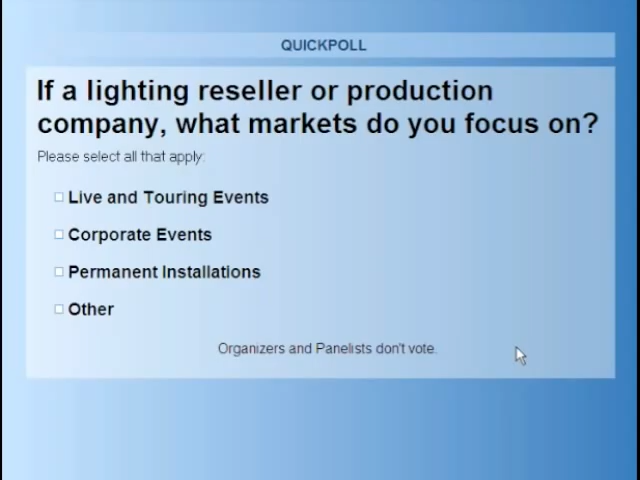 QUICKPOLL
If a lighting reseller or production
company, what markets do you focus on?
Please select all that apply:
Live and Touring Events
Corporate Events
Permanent Installations
Other
Organizers and Panelists don't vote.